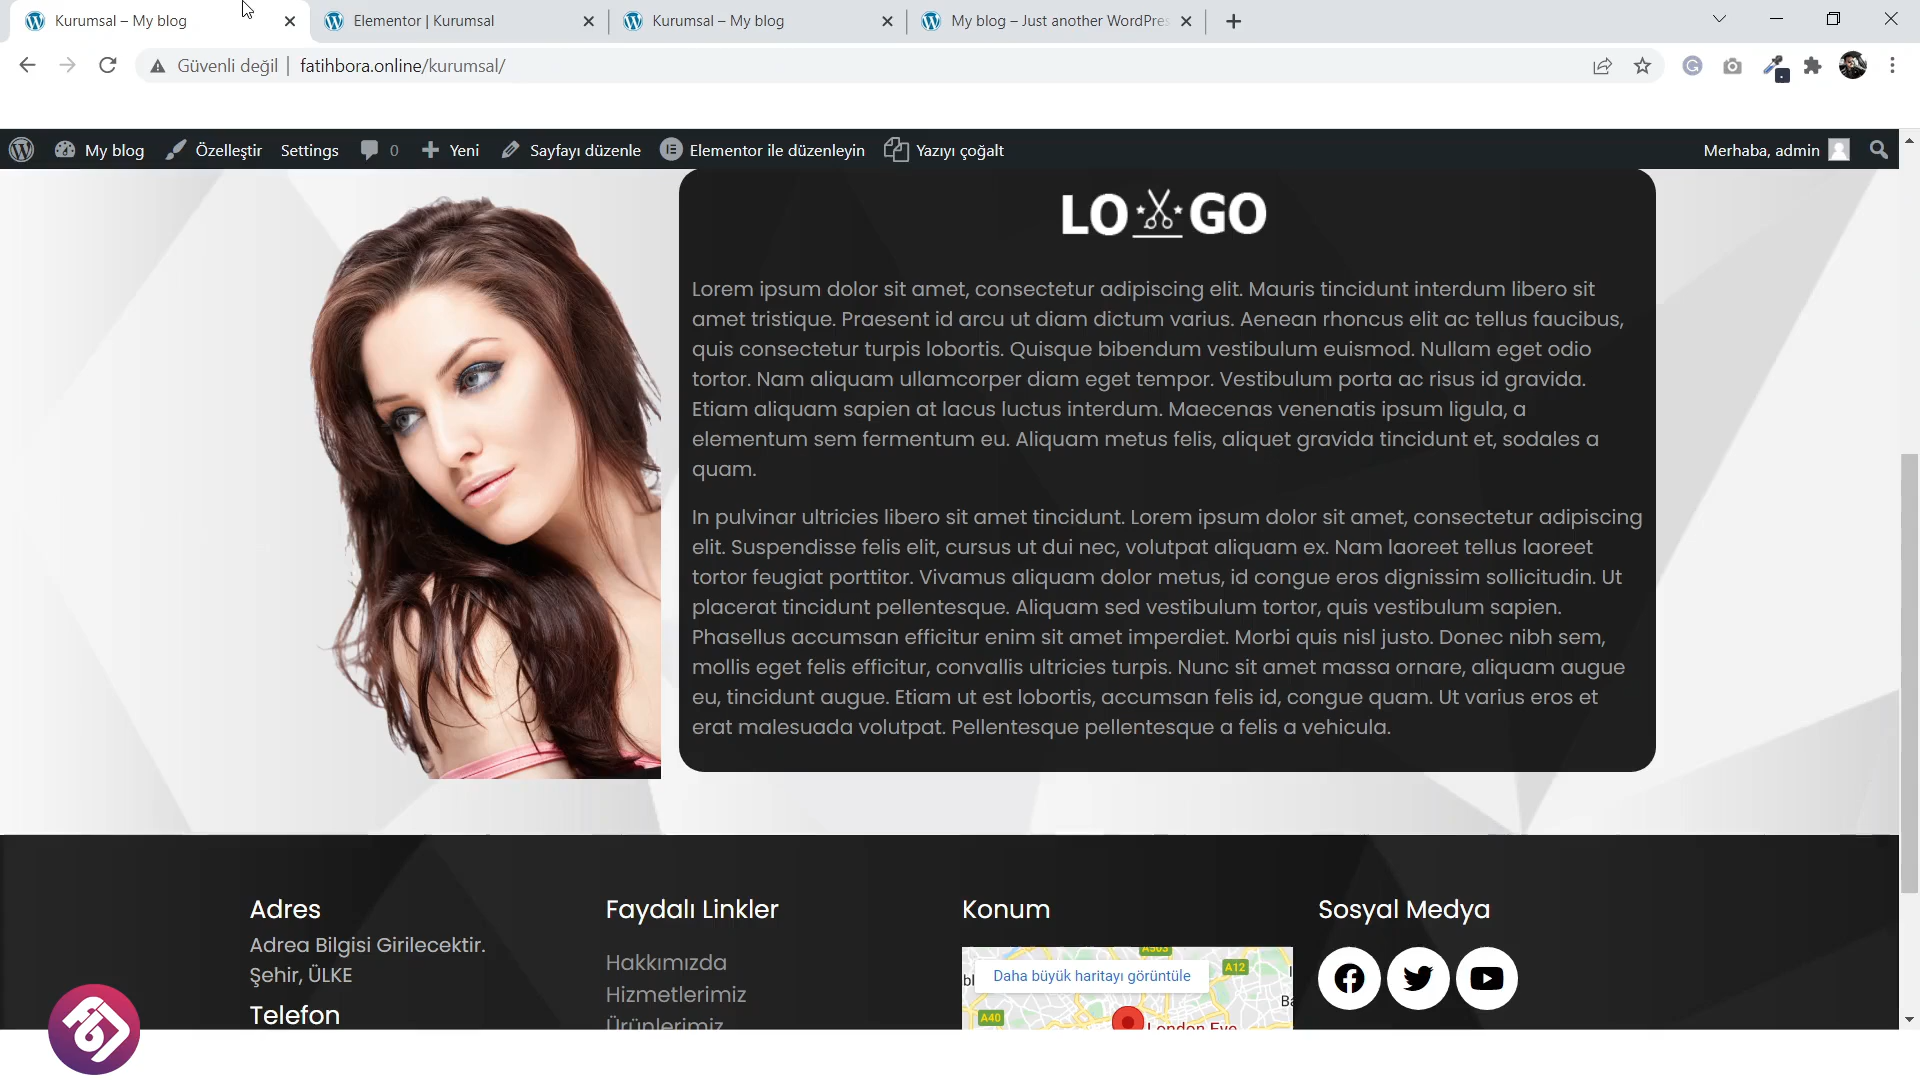 Kurumsal – My blog
Elementor | Kurumsal
Kurumsal – My blog
My blog – Just another WordPres
Güvenli değil
fatihbora.online/kurumsal/
My blog
Özelleştir
Settings
0
Yeni
Sayfayı düzenle
Elementor ile düzenleyin
Yazıyı çoğalt
Merhaba, admin
LO GO
Lorem ipsum dolor sit amet, consectetur adipiscing elit. Mauris tincidunt interdum libero sit
amet tristique. Praesent id arcu ut diam dictum varius. Aenean rhoncus elit ac tellus faucibus,
quis consectetur turpis lobortis. Quisque bibendum vestibulum euismod. Nullam eget odio
tortor. Nam aliquam ullamcorper diam eget tempor. Vestibulum porta ac risus id gravida.
Etiam aliquam sapien at lacus luctus interdum. Maecenas venenatis ipsum ligula, a
elementum sem fermentum eu. Aliquam metus felis, aliquet gravida tincidunt et, sodales a
quam.
In pulvinar ultricies libero sit amet tincidunt. Lorem ipsum dolor sit amet, consectetur adipiscing
elit. Suspendisse felis elit, cursus ut dui nec, volutpat aliquam ex. Nam laoreet tellus laoreet
tortor feugiat porttitor. Vivamus aliquam dolor metus, id congue eros dignissim sollicitudin. Ut
placerat tincidunt pellentesque. Aliquam sed vestibulum tortor, quis vestibulum sapien.
Phasellus accumsan efficitur enim sit amet imperdiet. Morbi quis nisl justo. Donec nibh sem,
mollis eget felis efficitur, convallis ultricies turpis. Nunc sit amet massa ornare, aliquam augue
eu, tincidunt augue. Etiam ut est lobortis, accumsan felis id, congue quam. Ut varius eros et
erat malesuada volutpat. Pellentesque pellentesque a felis a vehicula.
Adres
Adrea Bilgisi Girilecektir.
Şehir, ÜLKE
Telefon
Faydalı Linkler
Hakkımızda
Hizmetlerimiz
Ürünlerimiz
Konum
A503
Daha büyük haritayı görüntüle
A12
A40
London Eye
Sosyal Medya